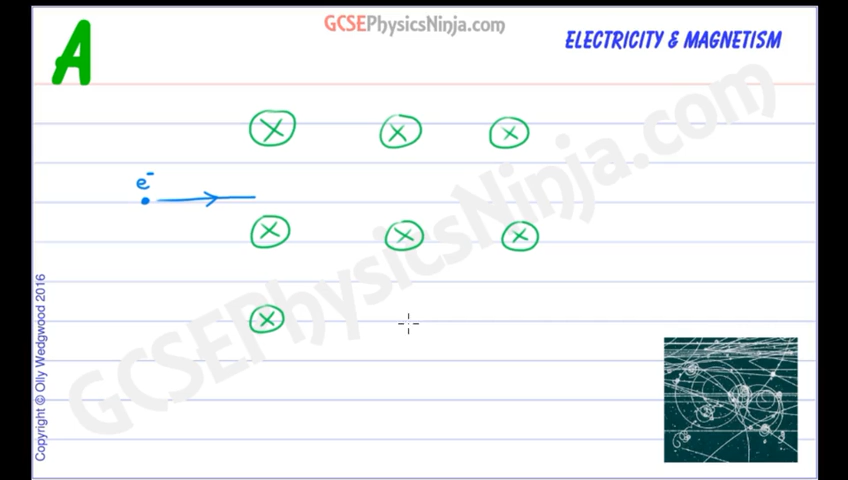 GCSEPhysicsNinja.com
A
ELECTRICITY & MAGNETISM
e⁻
GCSEPhysicsNinja.com
Copyright © Olly Wedgwood 2016